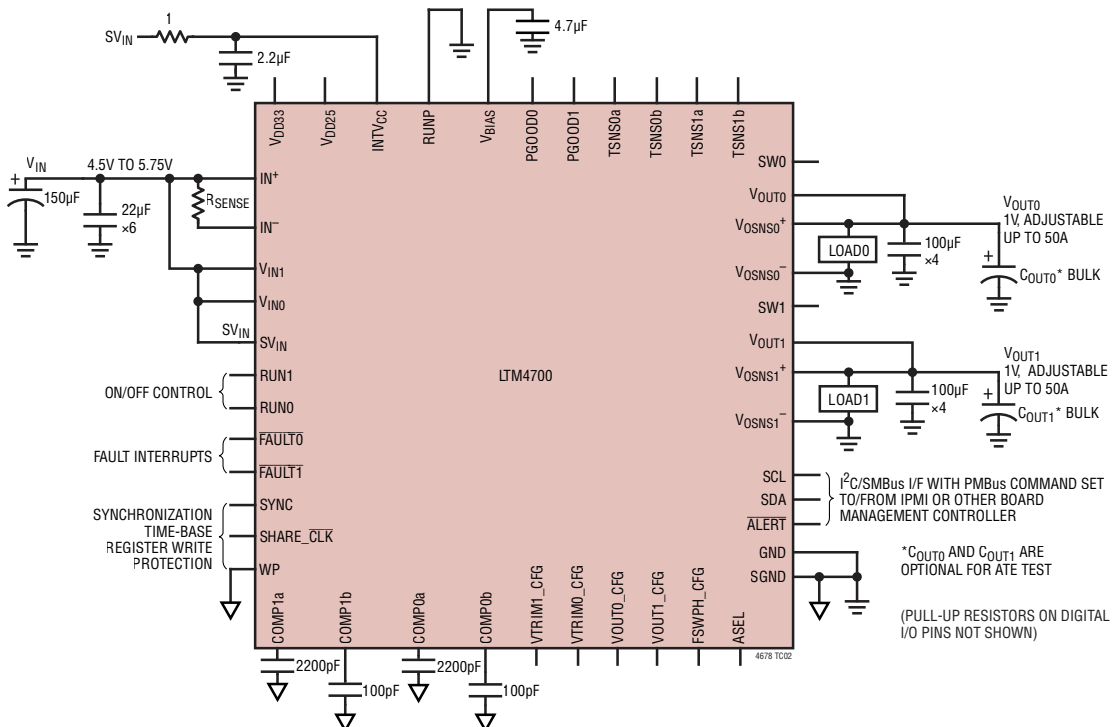 1
SVIN
2.2µF
4.7µF
VDD33
VDD25
INTVCC
RUNP
VBIAS
PGOOD0
PGOOD1
TSNS0a
TSNS0b
TSNS1a
TSNS1b
VIN
4.5V TO 5.75V
+
150µF
22µF
×6
RSENSE
IN+
IN−
VIN1
VIN0
SVIN
SVIN
RUN1
RUN0
ON/OFF CONTROL
FAULT0
FAULT1
FAULT INTERRUPTS
SYNC
SHARE_CLK
WP
SYNCHRONIZATION
TIME-BASE
REGISTER WRITE
PROTECTION
LTM4700
SW0
VOUT0
VOSNS0+
VOSNS0−
SW1
VOUT1
VOSNS1+
VOSNS1−
SCL
SDA
ALERT
GND
SGND
LOAD0
100µF
×4
VOUT0
1V, ADJUSTABLE
UP TO 50A
+
COUT0* BULK
LOAD1
100µF
×4
VOUT1
1V, ADJUSTABLE
UP TO 50A
+
COUT1* BULK
I2C/SMBus I/F WITH PMBus COMMAND SET
TO/FROM IPMI OR OTHER BOARD
MANAGEMENT CONTROLLER
*COUT0 AND COUT1 ARE
OPTIONAL FOR ATE TEST
(PULL-UP RESISTORS ON DIGITAL
I/O PINS NOT SHOWN)
COMP1a
COMP1b
COMP0a
COMP0b
VTRIM1_CFG
VTRIM0_CFG
VOUT0_CFG
VOUT1_CFG
FSWPH_CFG
ASEL
4678 TC02
2200pF
100pF
2200pF
100pF